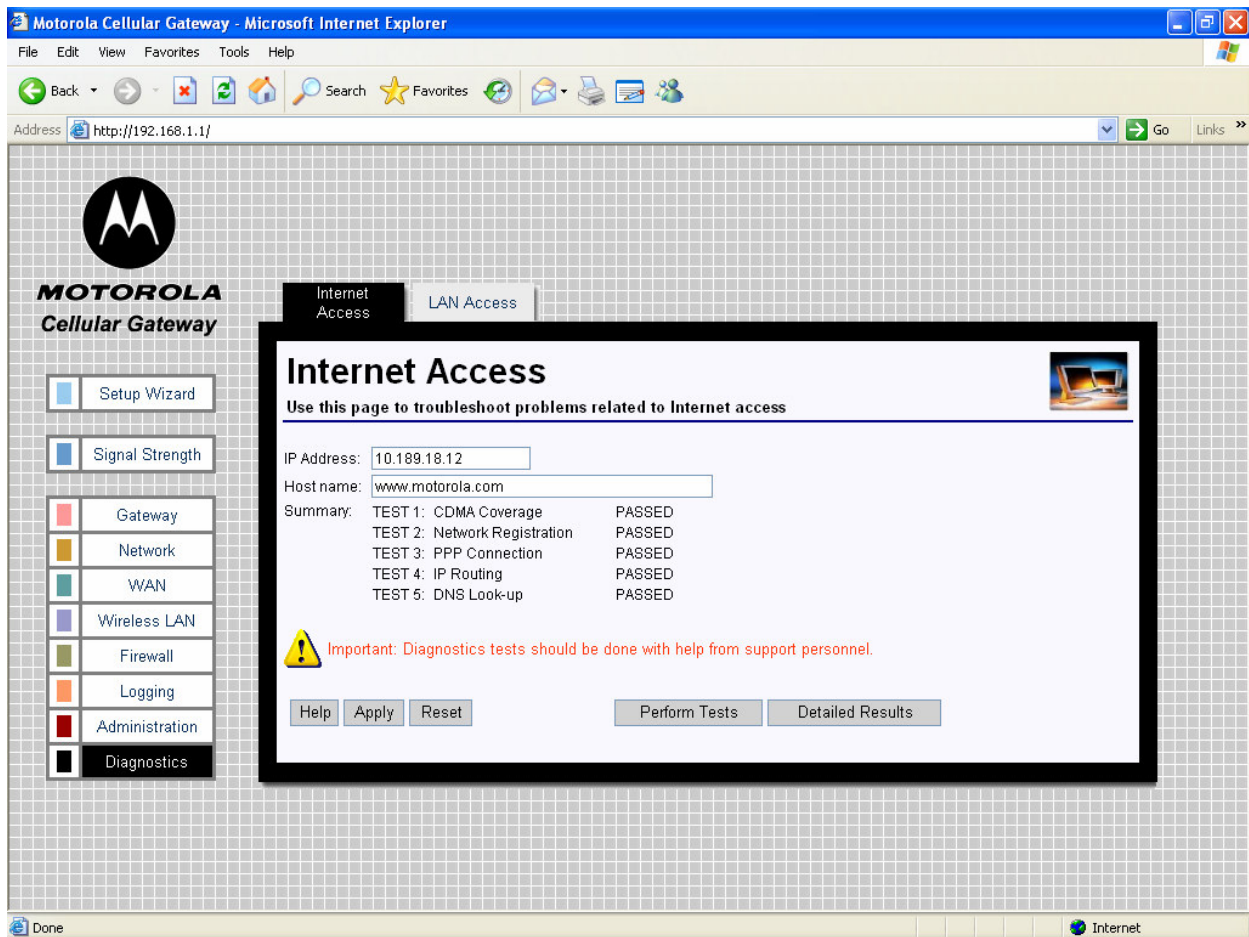 Motorola Cellular Gateway - Microsoft Internet Explorer
File Edit View Favorites Tools Help
Back Search Favorites
Address http://192.168.1.1/ Go Links »
MOTOROLA
Cellular Gateway
Setup Wizard
Signal Strength
Gateway
Network
WAN
Wireless LAN
Firewall
Logging
Administration
Diagnostics
Internet
Access
LAN Access
Internet Access
Use this page to troubleshoot problems related to Internet access
IP Address: 10.189.18.12
Host name: www.motorola.com
Summary: TEST 1: CDMA Coverage PASSED
TEST 2: Network Registration PASSED
TEST 3: PPP Connection PASSED
TEST 4: IP Routing PASSED
TEST 5: DNS Look-up PASSED
Important: Diagnostics tests should be done with help from support personnel.
Help Apply Reset Perform Tests Detailed Results
Done Internet